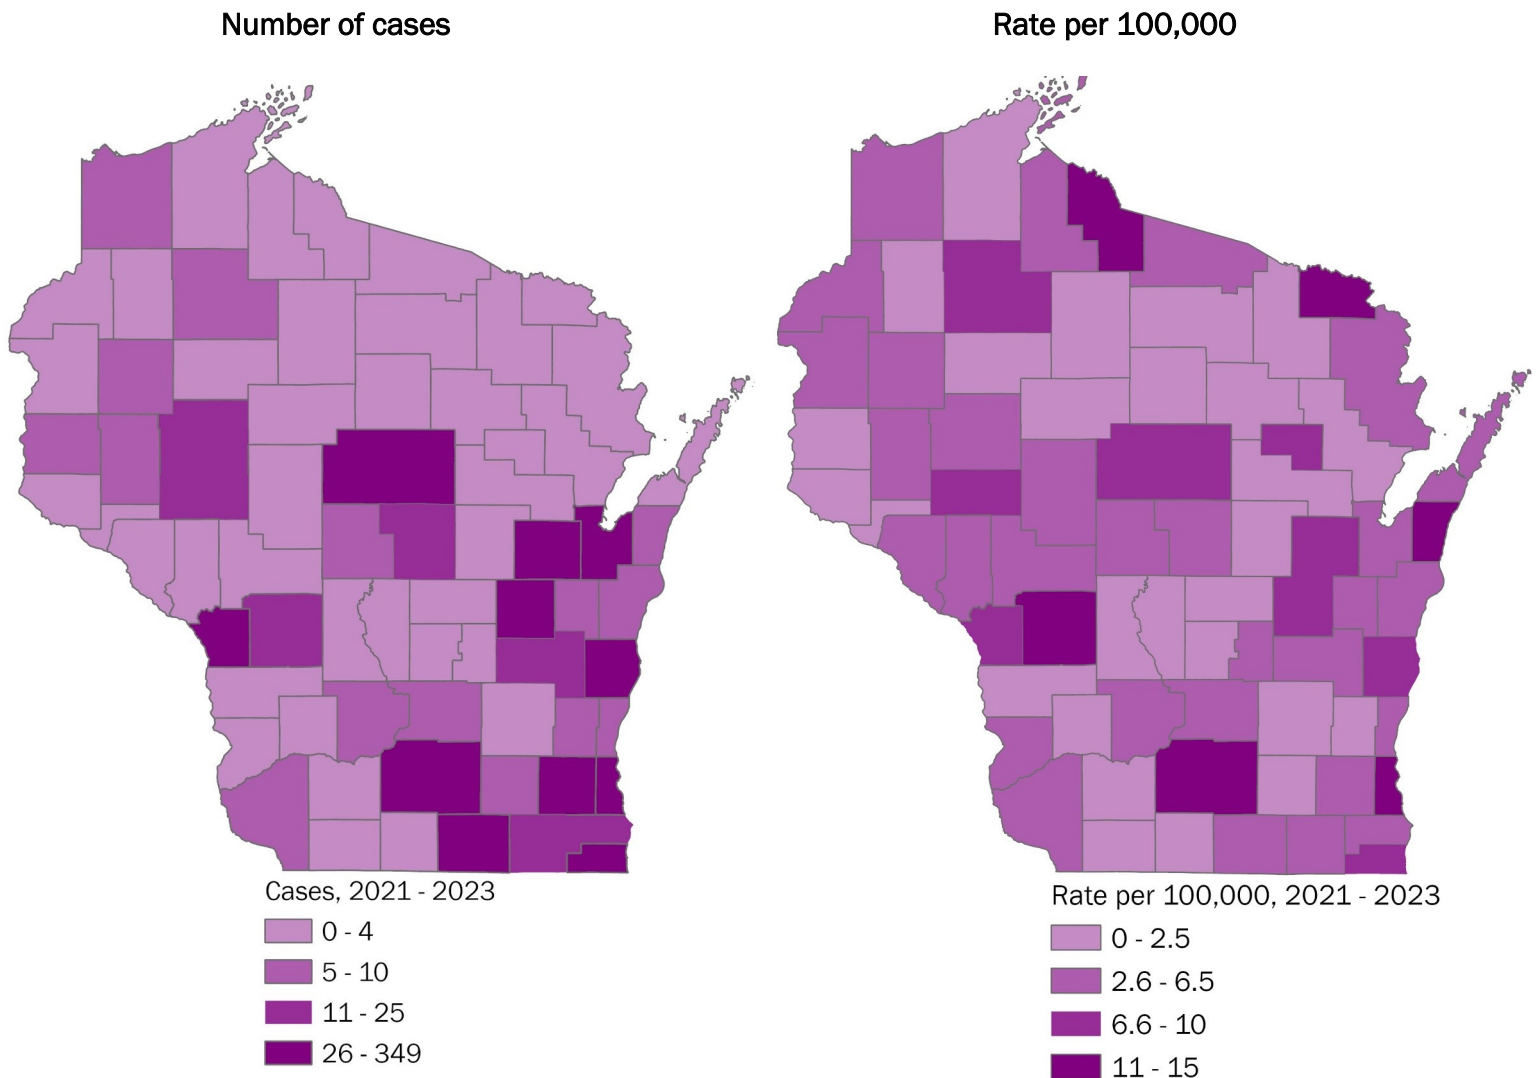 Number of cases
Rate per 100,000
Cases, 2021 - 2023
0 - 4
5 - 10
11 - 25
26 - 349
Rate per 100,000, 2021 - 2023
0 - 2.5
2.6 - 6.5
6.6 - 10
11 - 15